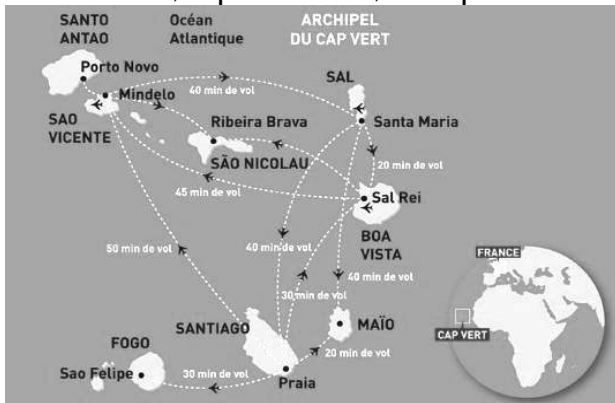 SANTO
ANTAO
Océan
Atlantique
ARCHIPEL
DU CAP VERT
Porto Novo
SAL
Mindelo
40 min de vol
SAO
VICENTE
Ribeira Brava
Santa Maria
SÃO NICOLAU
20 min de vol
45 min de vol
Sal Rei
BOA
VISTA
50 min de vol
40 min de vol
40 min de vol
FRANCE
30 min de vol
SANTIAGO
MAÏO
CAP VERT
FOGO
20 min de vol
Sao Felipe
30 min de vol
Praia